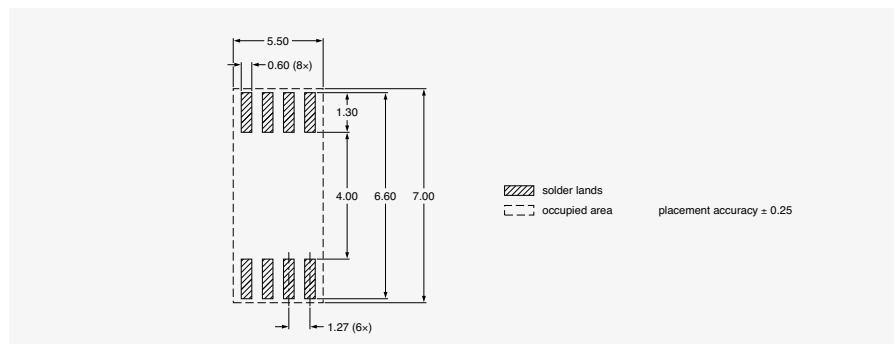 5.50
0.60 (8×)
1.30
4.00 6.60 7.00
solder lands
occupied area placement accuracy ± 0.25
1.27 (6×)